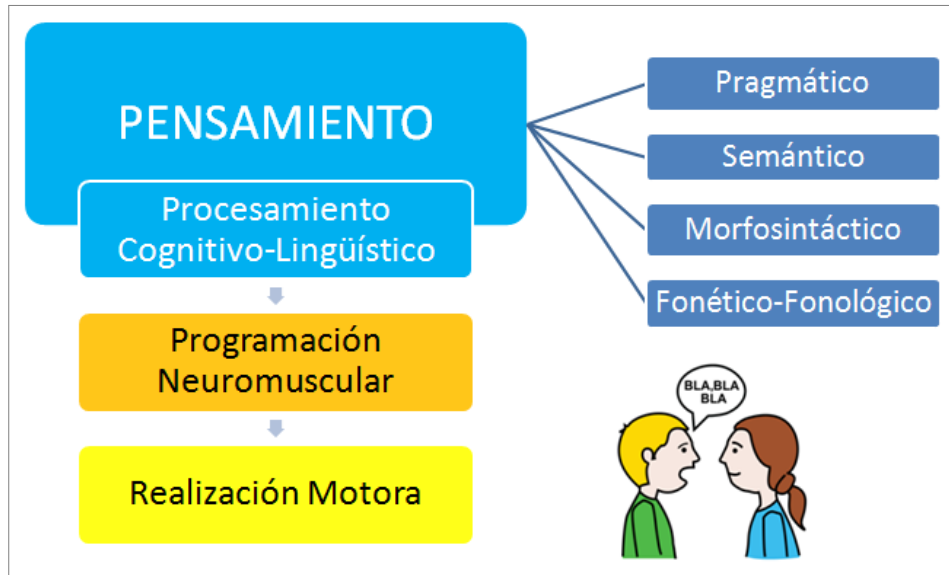 PENSAMIENTO
Procesamiento
Cognitivo-Lingüístico
Programación
Neuromuscular
Realización Motora
Pragmático
Semántico
Morfosintáctico
Fonético-Fonológico
BLA,BLA
BLA